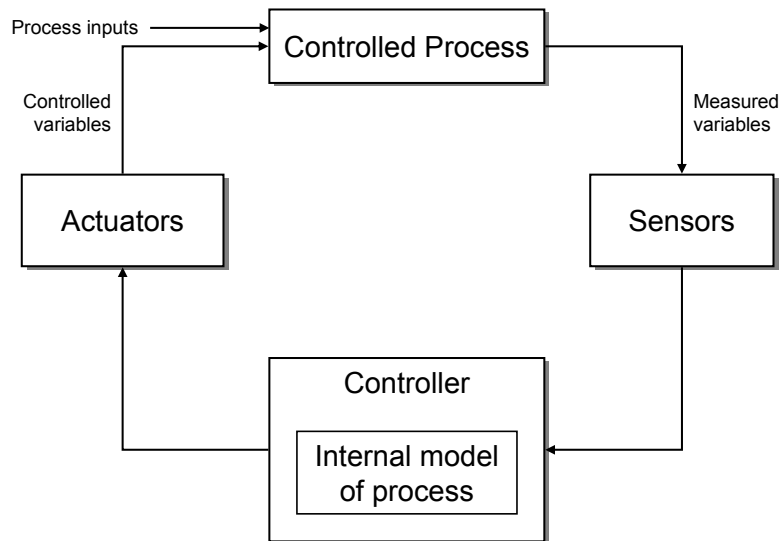 Process inputs
Controlled Process
Controlled
variables
Measured
variables
Actuators
Sensors
Controller
Internal model
of process